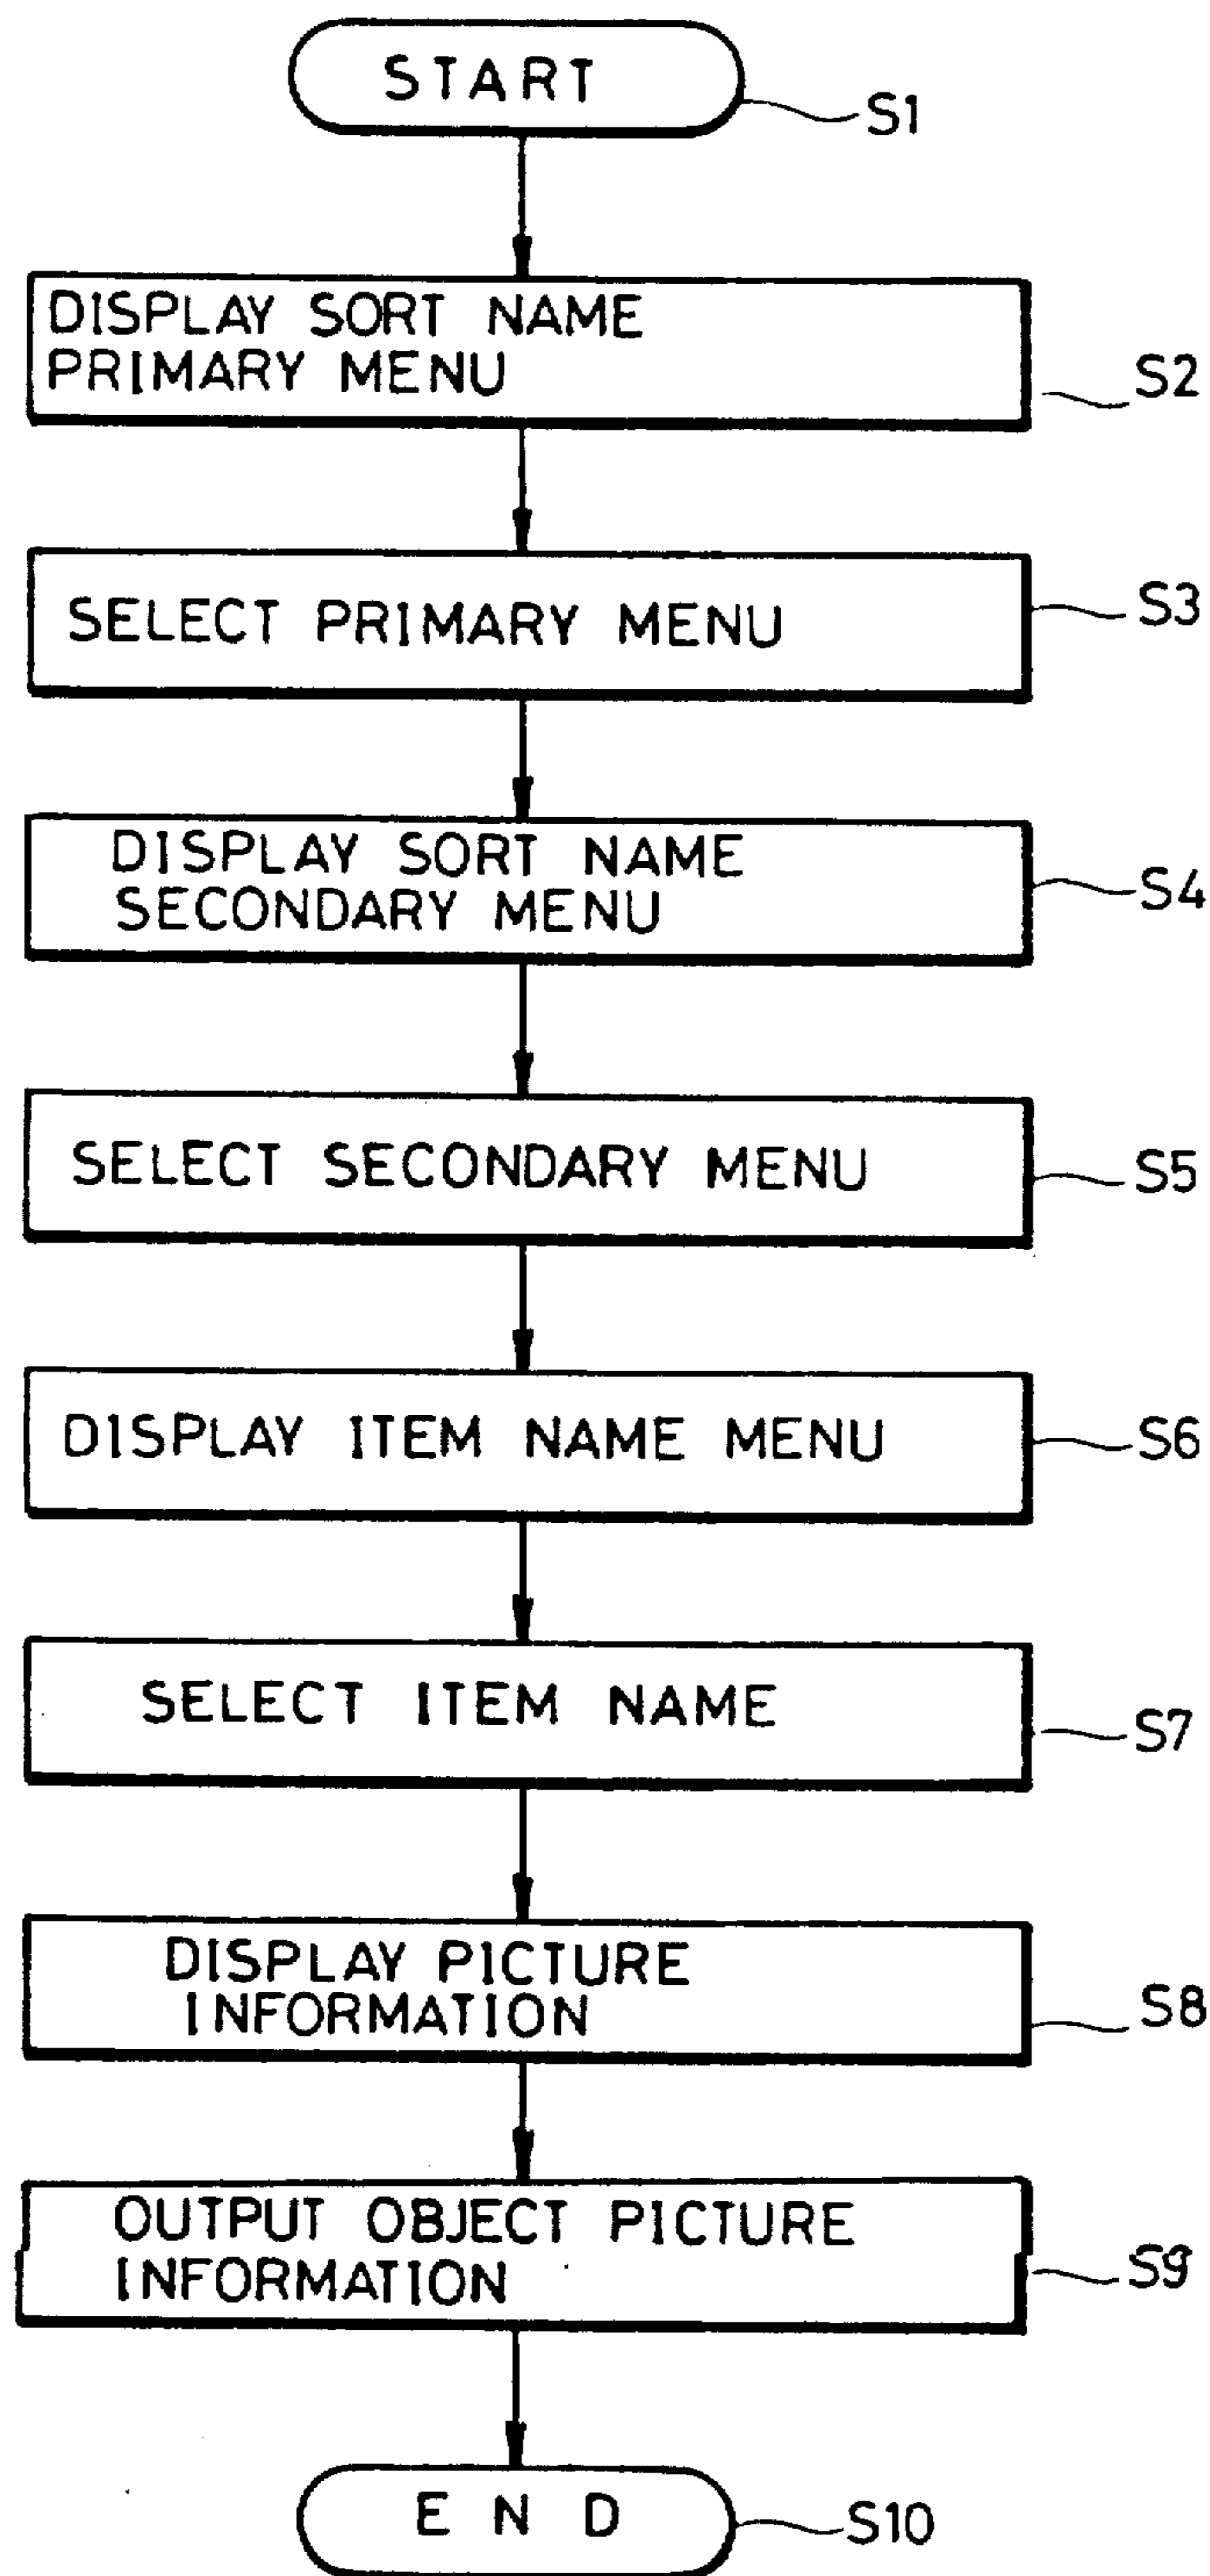 START
S1
DISPLAY SORT NAME
PRIMARY MENU
S2
SELECT PRIMARY MENU
S3
DISPLAY SORT NAME
SECONDARY MENU
S4
SELECT SECONDARY MENU
S5
DISPLAY ITEM NAME MENU
S6
SELECT ITEM NAME
S7
DISPLAY PICTURE
INFORMATION
S8
OUTPUT OBJECT PICTURE
INFORMATION
S9
END
S10